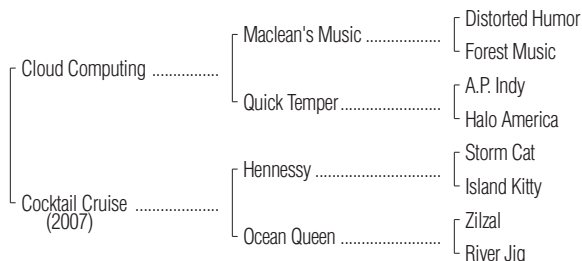 Distorted Humor
Maclean's Music ..................
Forest Music
Cloud Computing ................
A.P. Indy
Quick Temper........................
Halo America
Storm Cat
Hennessy ..............................
Island Kitty
Cocktail Cruise ....................
(2007)
Zilzal
Ocean Queen ........................
River Jig